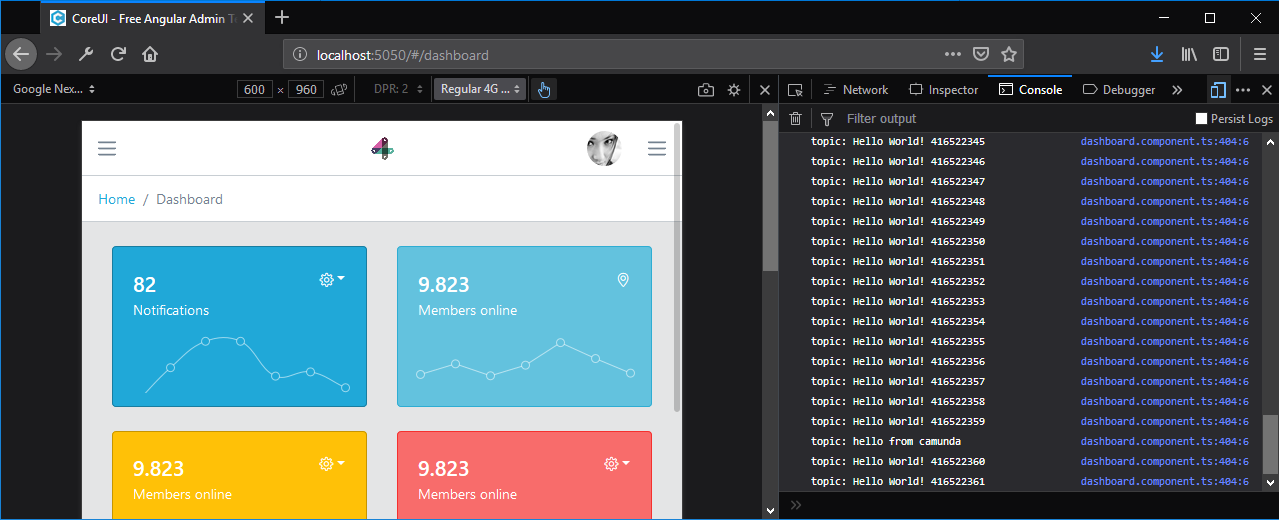 CoreUI - Free Angular Admin Te
localhost:5050/#/dashboard
Google Nex...
600 × 960
DPR: 2
Regular 4G ...
Network
Inspector
Console
Debugger
Filter output
Persist Logs
Home / Dashboard
82
Notifications
9.823
Members online
9.823
Members online
9.823
Members online
topic: Hello World! 416522345 dashboard.component.ts:404:6
topic: Hello World! 416522346 dashboard.component.ts:404:6
topic: Hello World! 416522347 dashboard.component.ts:404:6
topic: Hello World! 416522348 dashboard.component.ts:404:6
topic: Hello World! 416522349 dashboard.component.ts:404:6
topic: Hello World! 416522350 dashboard.component.ts:404:6
topic: Hello World! 416522351 dashboard.component.ts:404:6
topic: Hello World! 416522352 dashboard.component.ts:404:6
topic: Hello World! 416522353 dashboard.component.ts:404:6
topic: Hello World! 416522354 dashboard.component.ts:404:6
topic: Hello World! 416522355 dashboard.component.ts:404:6
topic: Hello World! 416522356 dashboard.component.ts:404:6
topic: Hello World! 416522357 dashboard.component.ts:404:6
topic: Hello World! 416522358 dashboard.component.ts:404:6
topic: Hello World! 416522359 dashboard.component.ts:404:6
topic: hello from camunda dashboard.component.ts:404:6
topic: Hello World! 416522360 dashboard.component.ts:404:6
topic: Hello World! 416522361 dashboard.component.ts:404:6